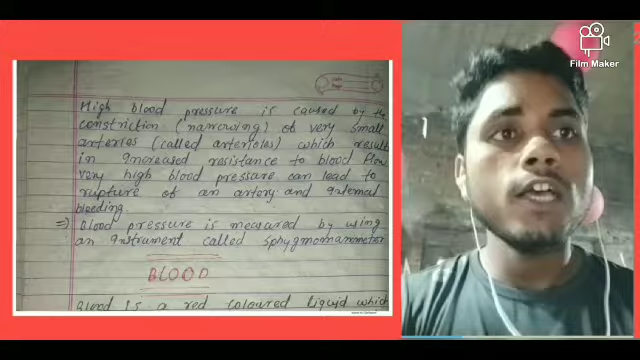 Film Maker
High blood pressure is caused by the
constriction (narrowing) of very small
arteries (called arterioles) which result
in increased resistance to blood flow
very high blood pressure can lead to
rupture of an artery and internal
bleeding.
=> Blood pressure is measured by using
an instrument called sphygmomanometer
BLOOD
Blood is a red coloured liquid which